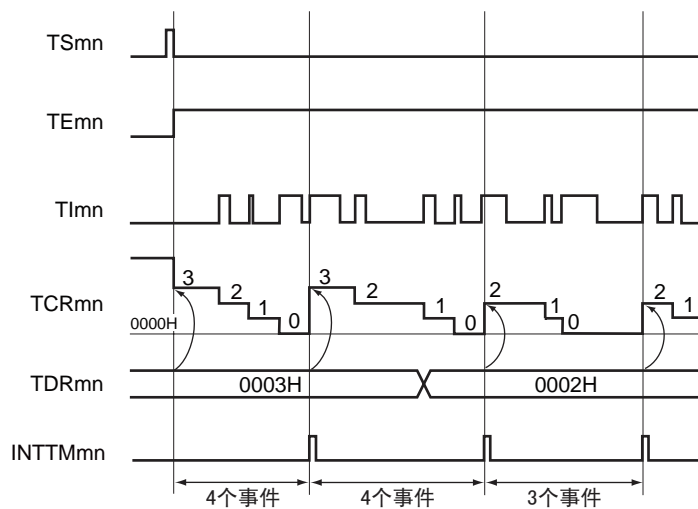 TSmn
TEmn
TImn
3 2 1 0 3 2 1 0 2 1 0 2 1
TCRmn
0000H
TDRmn 0003H 0002H
INTTMmn
4个事件 4个事件 3个事件